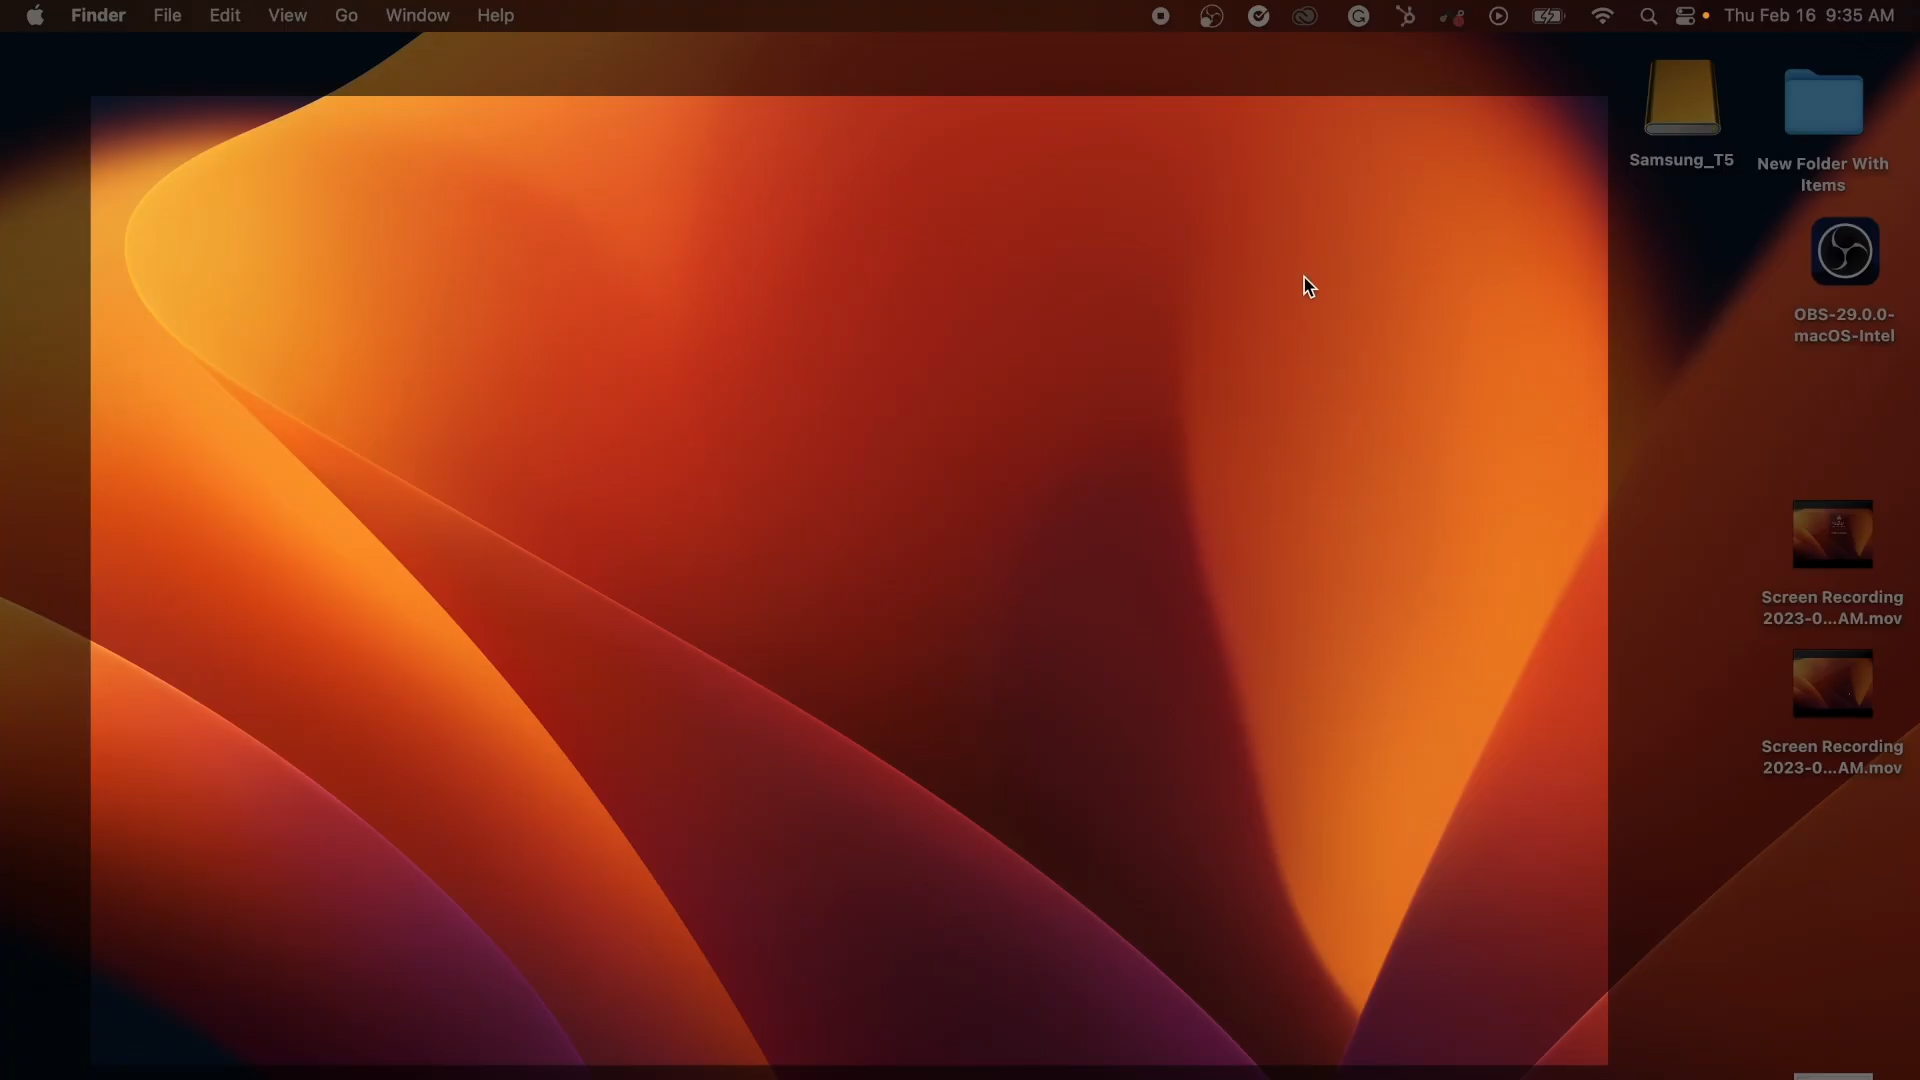 Finder File Edit View Go Window Help Thu Feb 16 9:35 AM
Samsung_T5
New Folder With
Items
OBS-29.0.0-
macOS-Intel
Screen Recording
2023-0...AM.mov
Screen Recording
2023-0...AM.mov